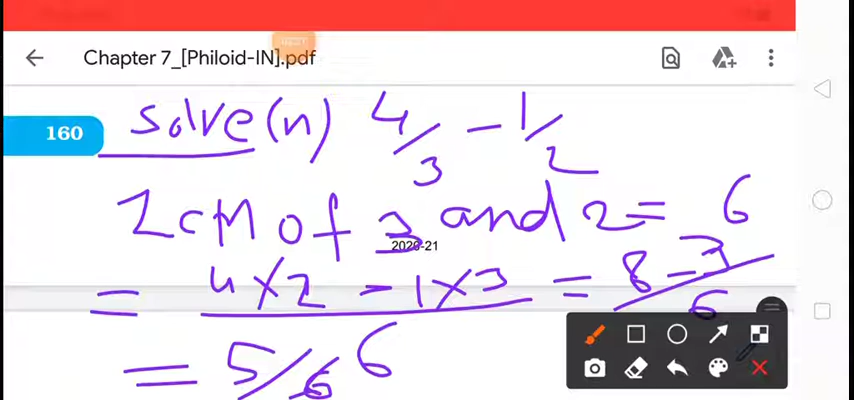 Chapter 7_[Philoid-IN].pdf
160
solve (n) 4/3 - 1/2
LCM of 3 and 2 = 6
2020-21
= 4 × 2 - 1 × 3 / 6 = 8 - 3 / 6
= 5/6